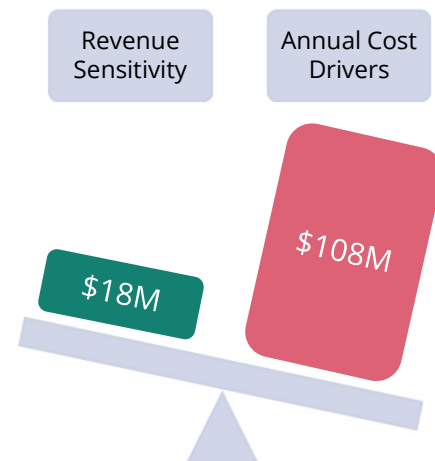 Revenue
Sensitivity
Annual Cost
Drivers
$18M
$108M